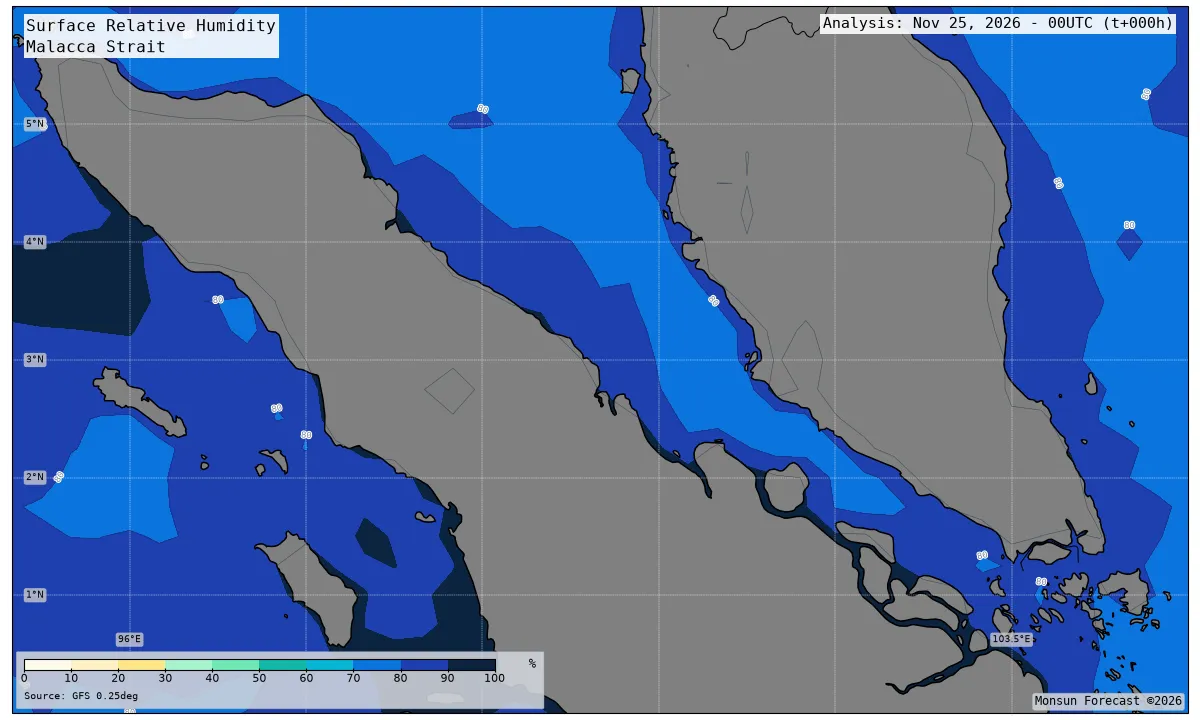 Surface Relative Humidity
Malacca Strait
Analysis: Nov 25, 2026 - 00UTC (t+000h)
80
80
5°N
80
80
4°N
80
80
3°N
80
80
80
2°N
80
80
1°N
96°E
103.5°E
%
0 10 20 30 40 50 60 70 80 90 100
Source: GFS 0.25deg
Monsun Forecast ©2026